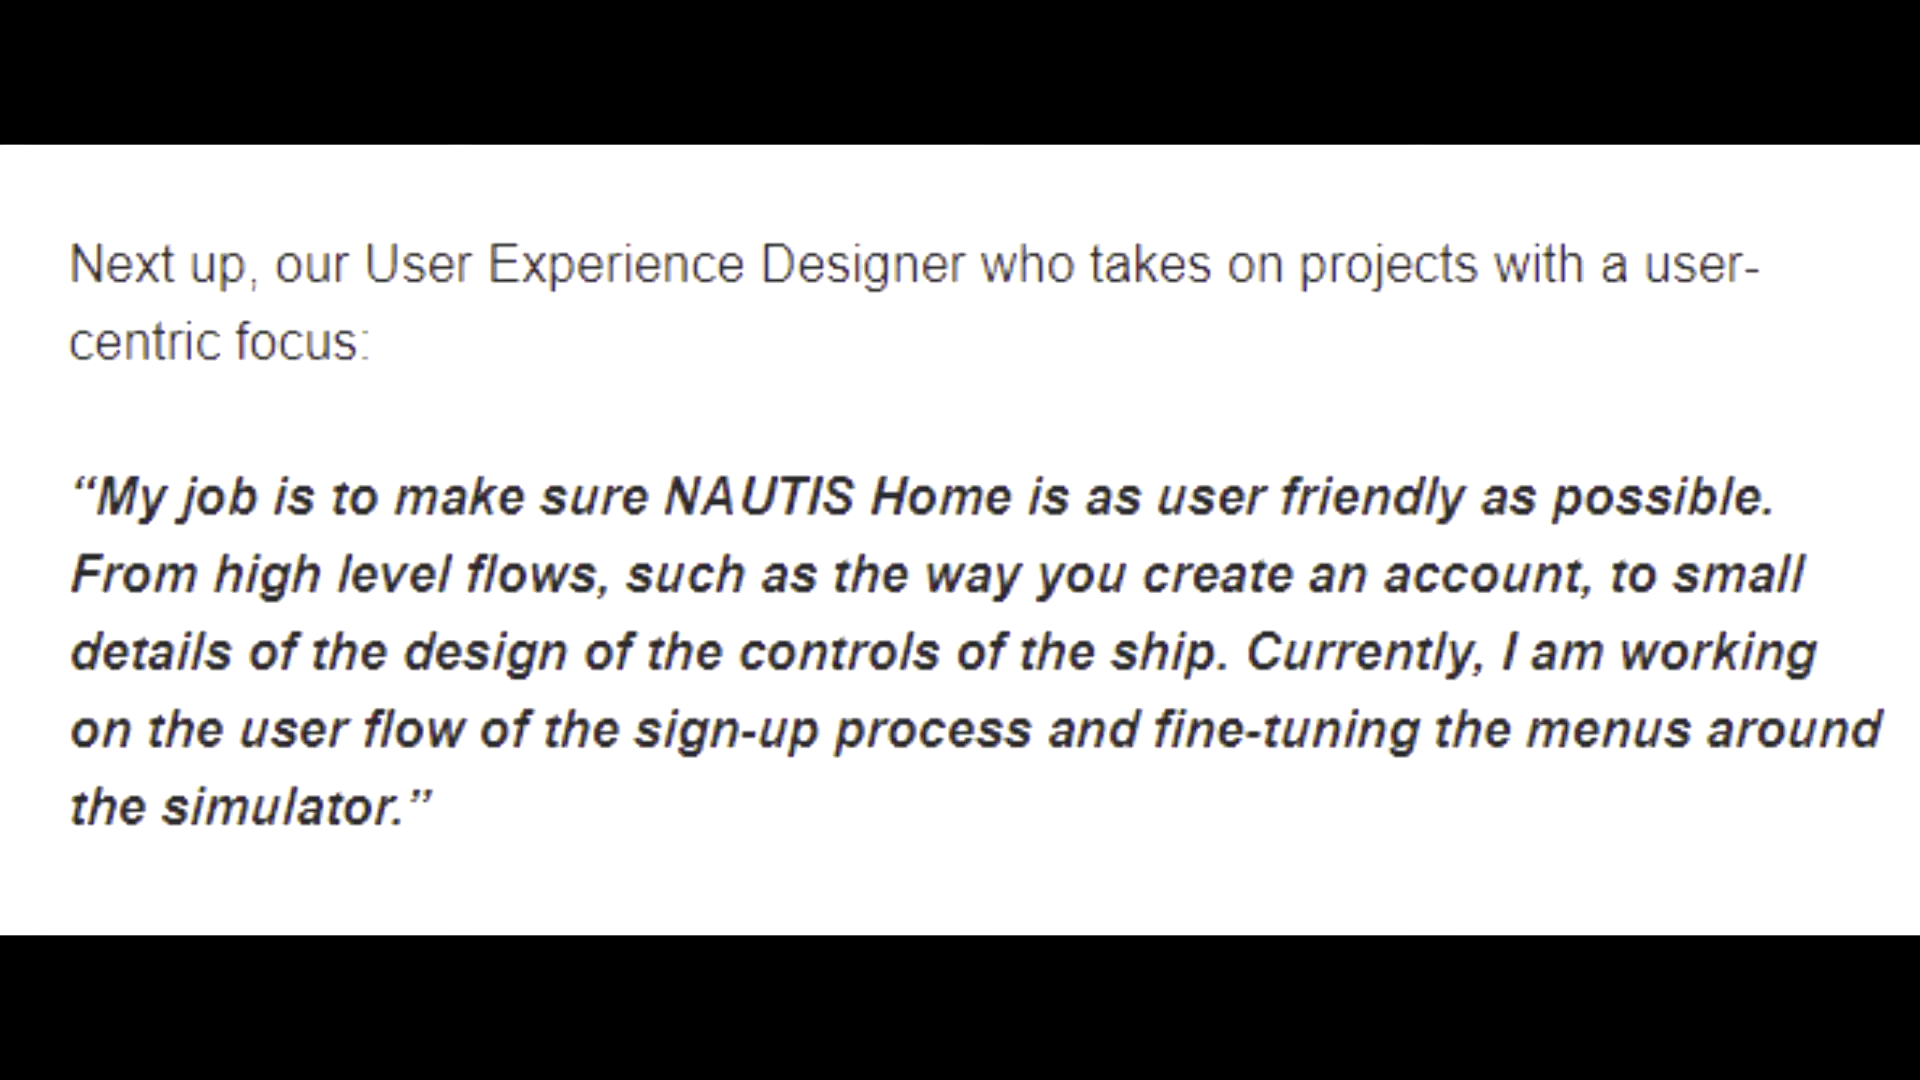 Next up, our User Experience Designer who takes on projects with a user-
centric focus:
“My job is to make sure NAUTIS Home is as user friendly as possible.
From high level flows, such as the way you create an account, to small
details of the design of the controls of the ship. Currently, I am working
on the user flow of the sign-up process and fine-tuning the menus around
the simulator.”